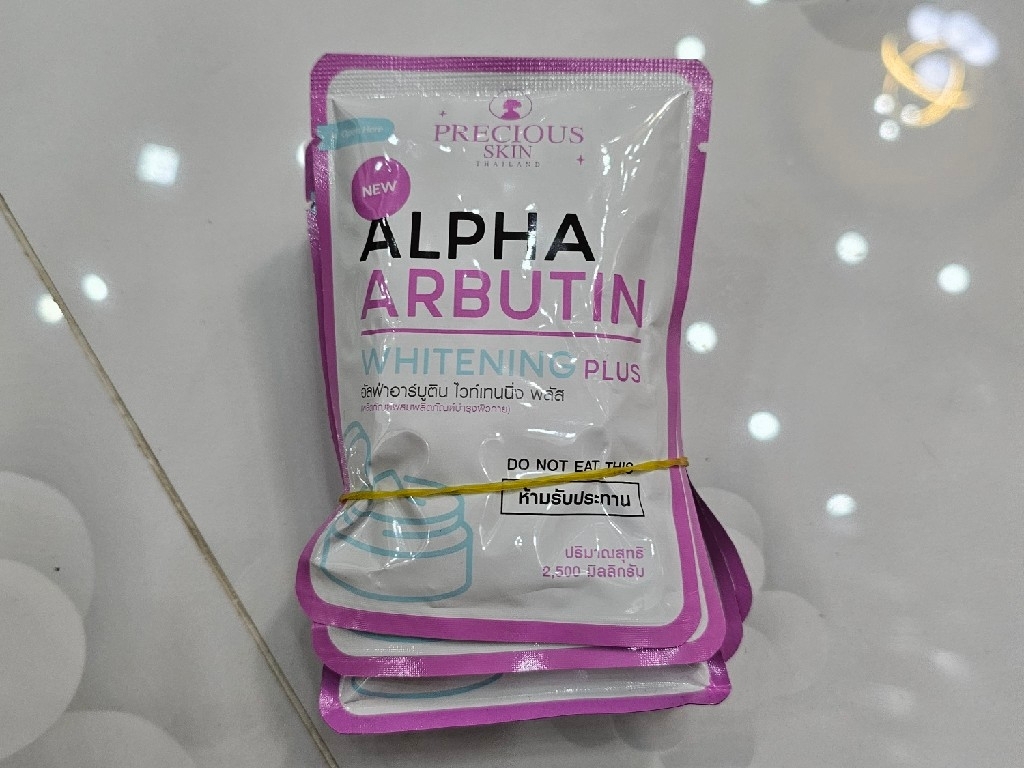 Open Here
PRECIOUS
SKIN
THAILAND
NEW
ALPHA
ARBUTIN
WHITENING PLUS
อัลฟ่าอาร์บูติน ไวท์เทนนิ่ง พลัส
DO NOT EAT THIS
ห้ามรับประทาน
ปริมาณสุทธิ
2,500 มิลลิกรัม